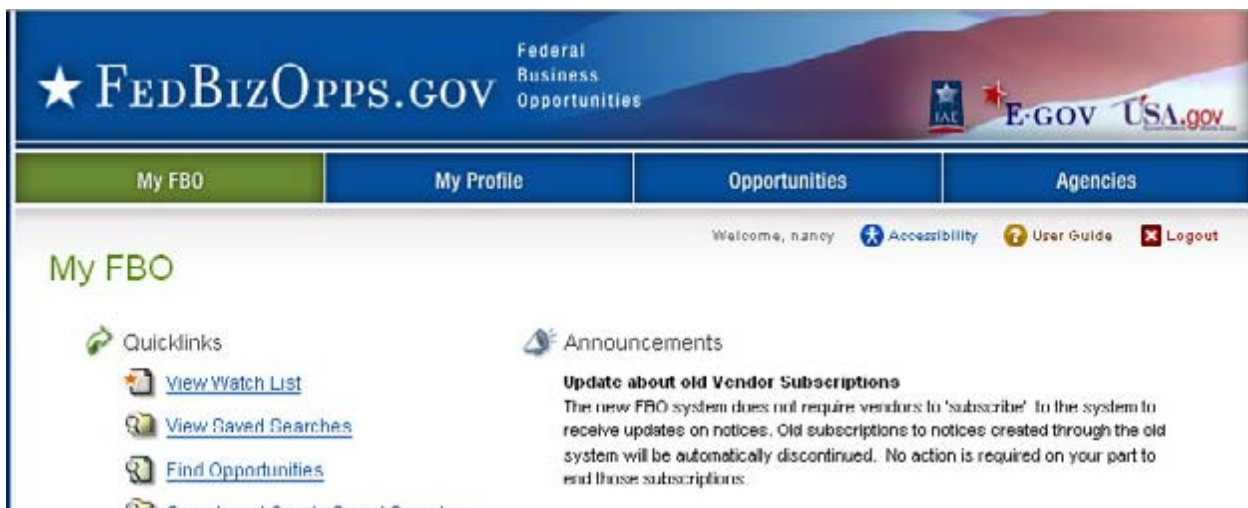 ★ FEDBIZOPPS.GOV
Federal
Business
Opportunities
IAE
E-GOV
USA.gov
My FBO
My Profile
Opportunities
Agencies
Welcome, nancy
Accessibility
User Guide
Logout
My FBO
Quicklinks
View Watch List
View Saved Searches
Find Opportunities
Announcements
Update about old Vendor Subscriptions
The new FBO system does not require vendors to 'subscribe' to the system to
receive updates on notices. Old subscriptions to notices created through the old
system will be automatically discontinued. No action is required on your part to
end those subscriptions.